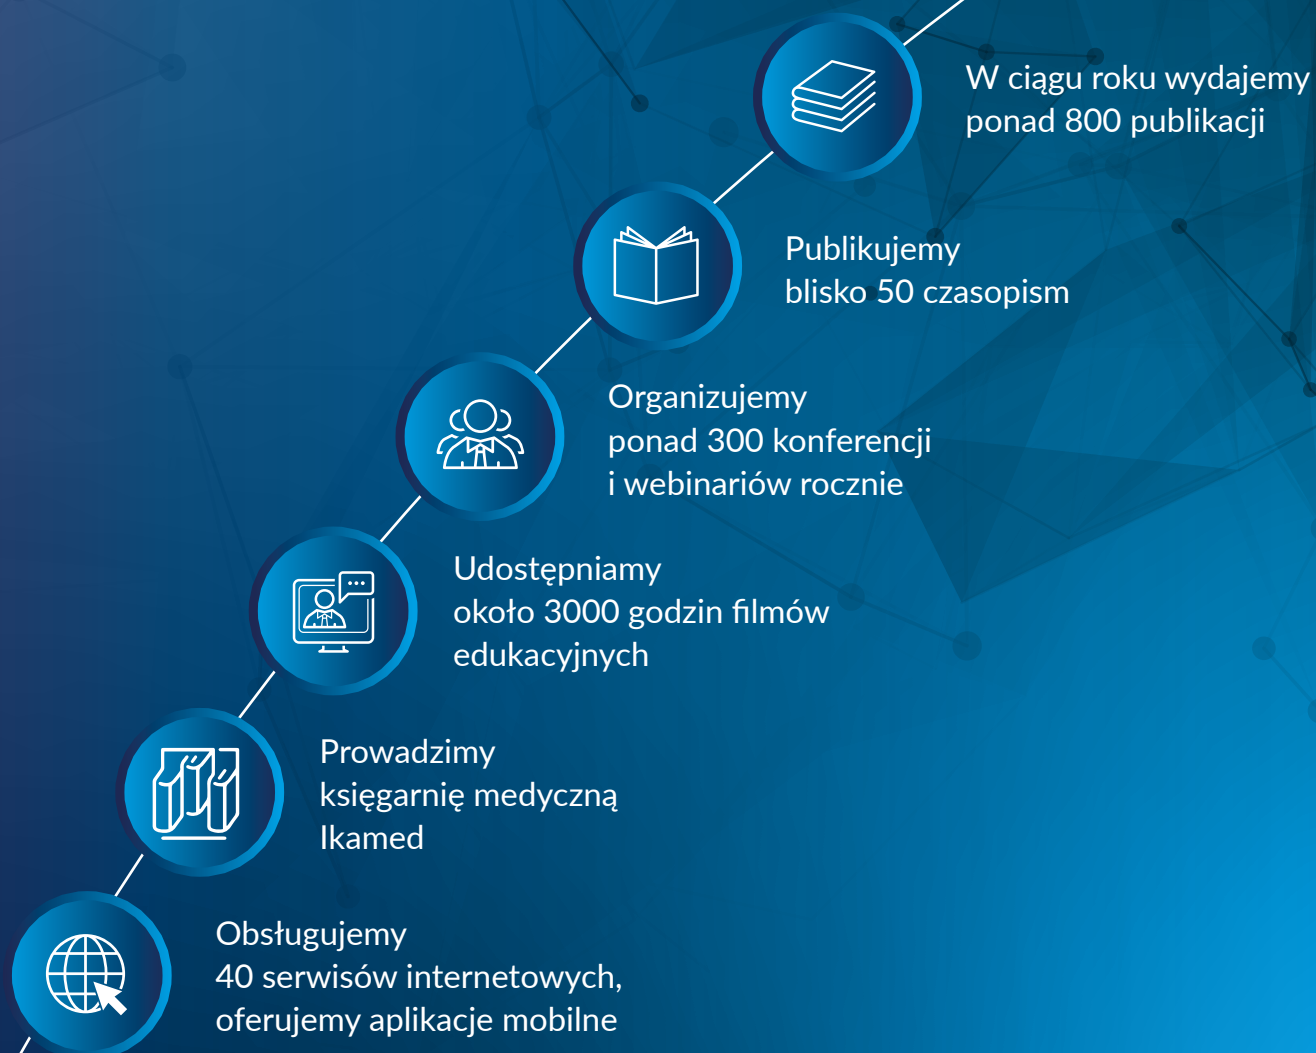 W ciągu roku wydajemy
ponad 800 publikacji
Publikujemy
blisko 50 czasopism
Organizujemy
ponad 300 konferencji
i webinariów rocznie
Udostępniamy
około 3000 godzin filmów
edukacyjnych
Prowadzimy
księgarnię medyczną
Ikamed
Obsługujemy
40 serwisów internetowych,
oferujemy aplikacje mobilne